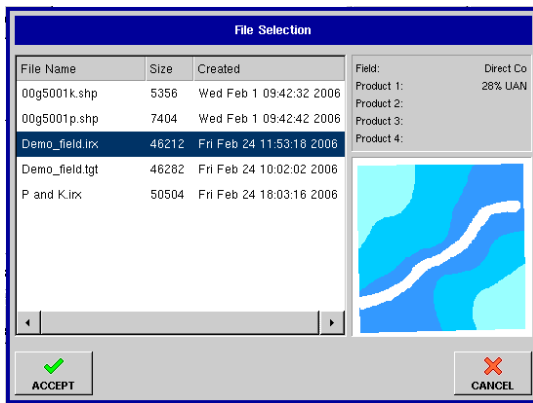 File Selection
File Name Size Created
00g5001k.shp 5356 Wed Feb 1 09:42:32 2006
00g5001p.shp 7404 Wed Feb 1 09:42:42 2006
Demo_field.irx 46212 Fri Feb 24 11:53:18 2006
Demo_field.tgt 46282 Fri Feb 24 10:02:02 2006
P and K.irx 50504 Fri Feb 24 18:03:16 2006
Field: Direct Co
Product 1: 28% UAN
Product 2:
Product 3:
Product 4:
ACCEPT
CANCEL